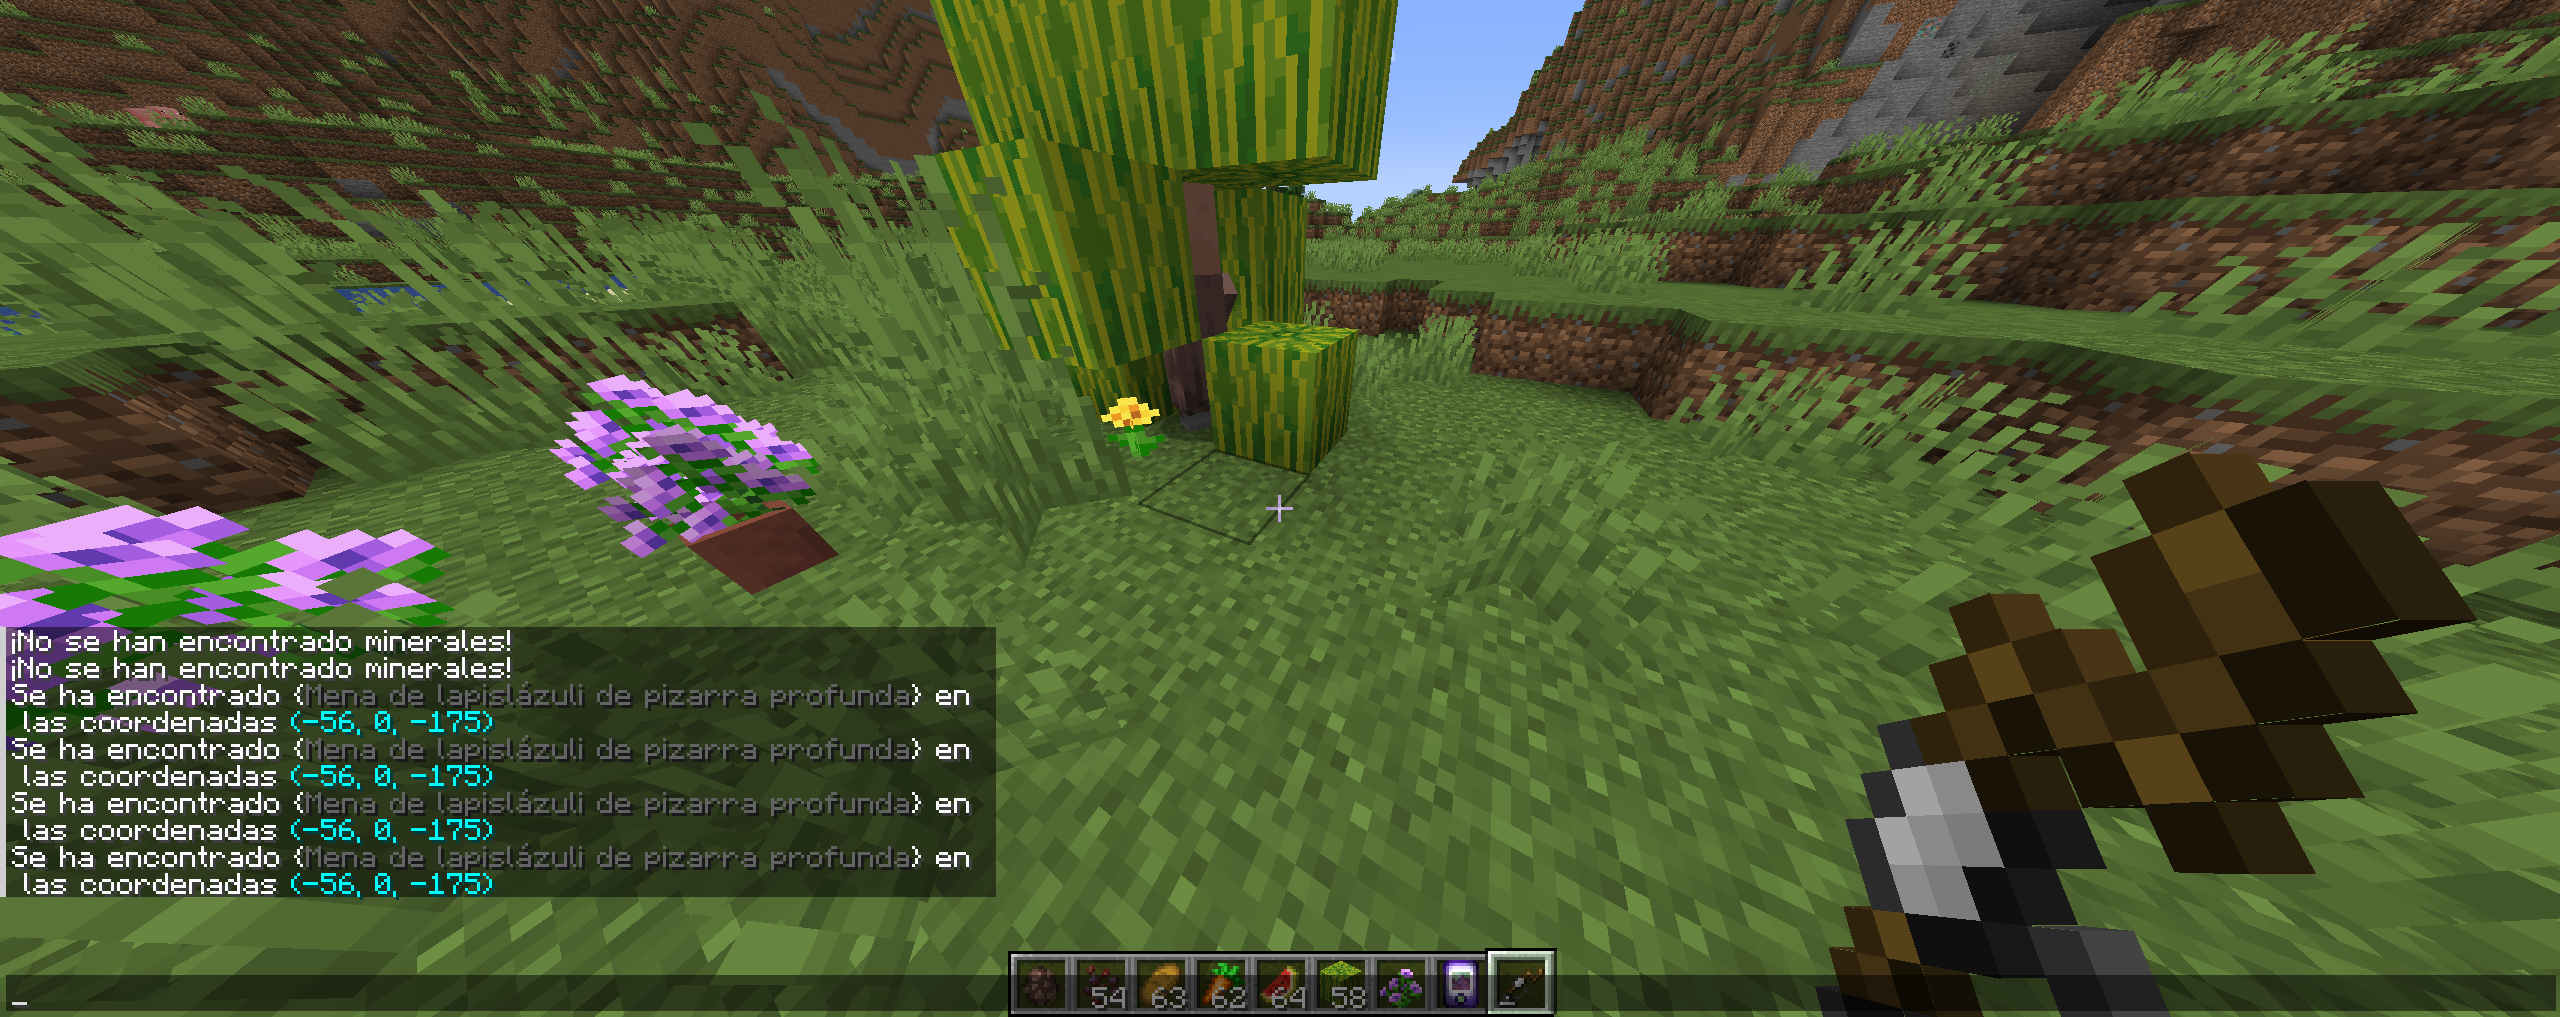 ¡No se han encontrado minerales!
¡No se han encontrado minerales!
Se ha encontrado {Mena de lapislázuli de pizarra profunda} en
las coordenadas (-56, 0, -175)
Se ha encontrado {Mena de lapislázuli de pizarra profunda} en
las coordenadas (-56, 0, -175)
Se ha encontrado {Mena de lapislázuli de pizarra profunda} en
las coordenadas (-56, 0, -175)
Se ha encontrado {Mena de lapislázuli de pizarra profunda} en
las coordenadas (-56, 0, -175)
54 63 62 64 58
_